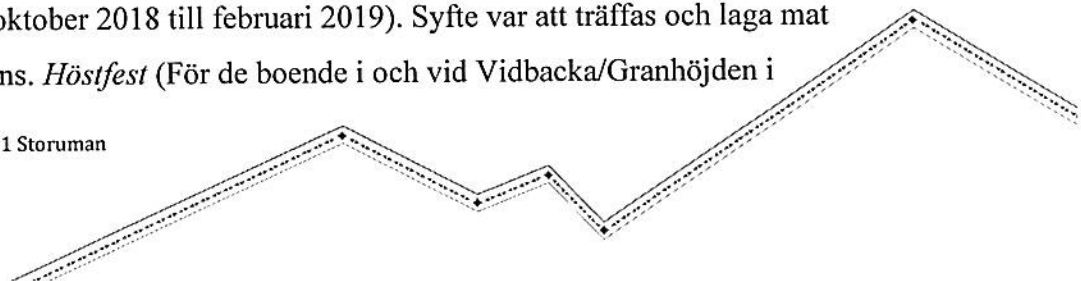 oktober 2018 till februari 2019). Syfte var att träffas och laga mat
ns. Höstfest (För de boende i och vid Vidbacka/Granhöjden i
1 Storuman